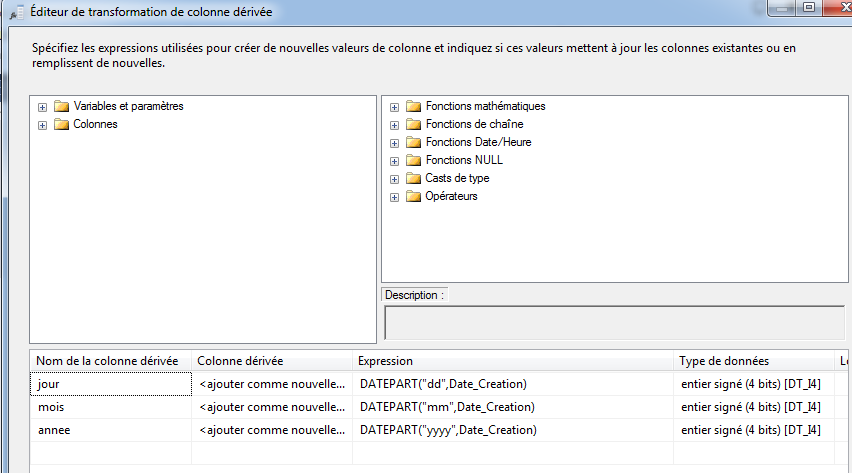 Éditeur de transformation de colonne dérivée
Spécifiez les expressions utilisées pour créer de nouvelles valeurs de colonne et indiquez si ces valeurs mettent à jour les colonnes existantes ou en
remplissent de nouvelles.
Variables et paramètres
Colonnes
Fonctions mathématiques
Fonctions de chaîne
Fonctions Date/Heure
Fonctions NULL
Casts de type
Opérateurs
Description :
Nom de la colonne dérivée Colonne dérivée Expression Type de données
jour <ajouter comme nouvelle... DATEPART("dd",Date_Creation) entier signé (4 bits) [DT_I4]
mois <ajouter comme nouvelle... DATEPART("mm",Date_Creation) entier signé (4 bits) [DT_I4]
annee <ajouter comme nouvelle... DATEPART("yyyy",Date_Creation) entier signé (4 bits) [DT_I4]